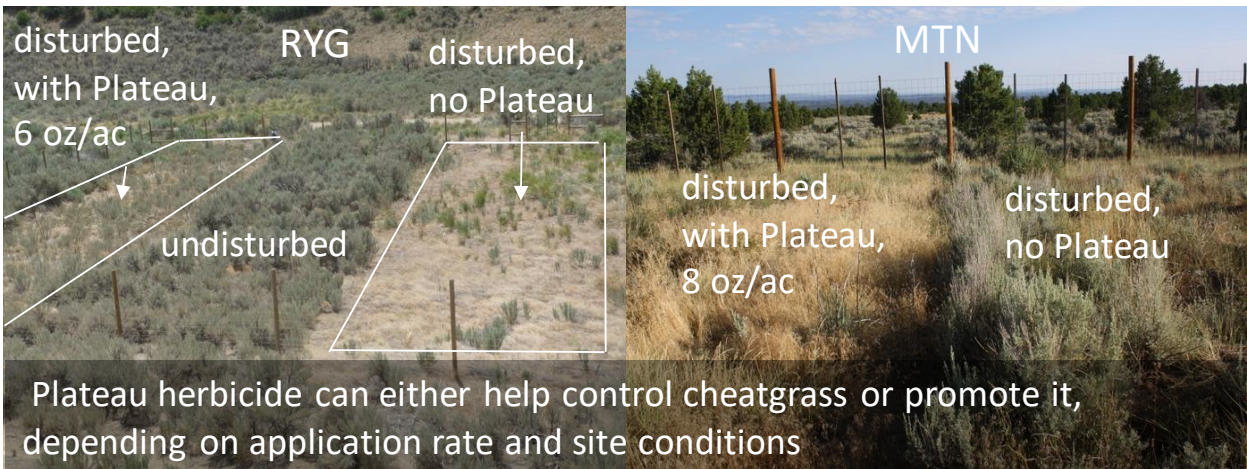 disturbed,
with Plateau,
6 oz/ac
RYG
disturbed,
no Plateau
undisturbed
MTN
disturbed,
with Plateau,
8 oz/ac
disturbed,
no Plateau
Plateau herbicide can either help control cheatgrass or promote it,
depending on application rate and site conditions